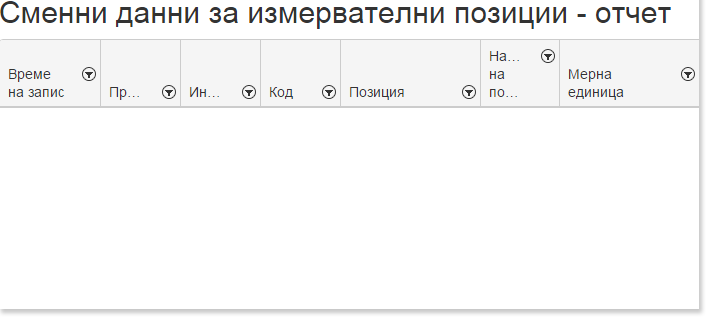 Сменни данни за измервателни позиции - отчет
Време
на запис
Пр…
Ин…
Код
Позиция
На…
на
по…
Мерна
единица